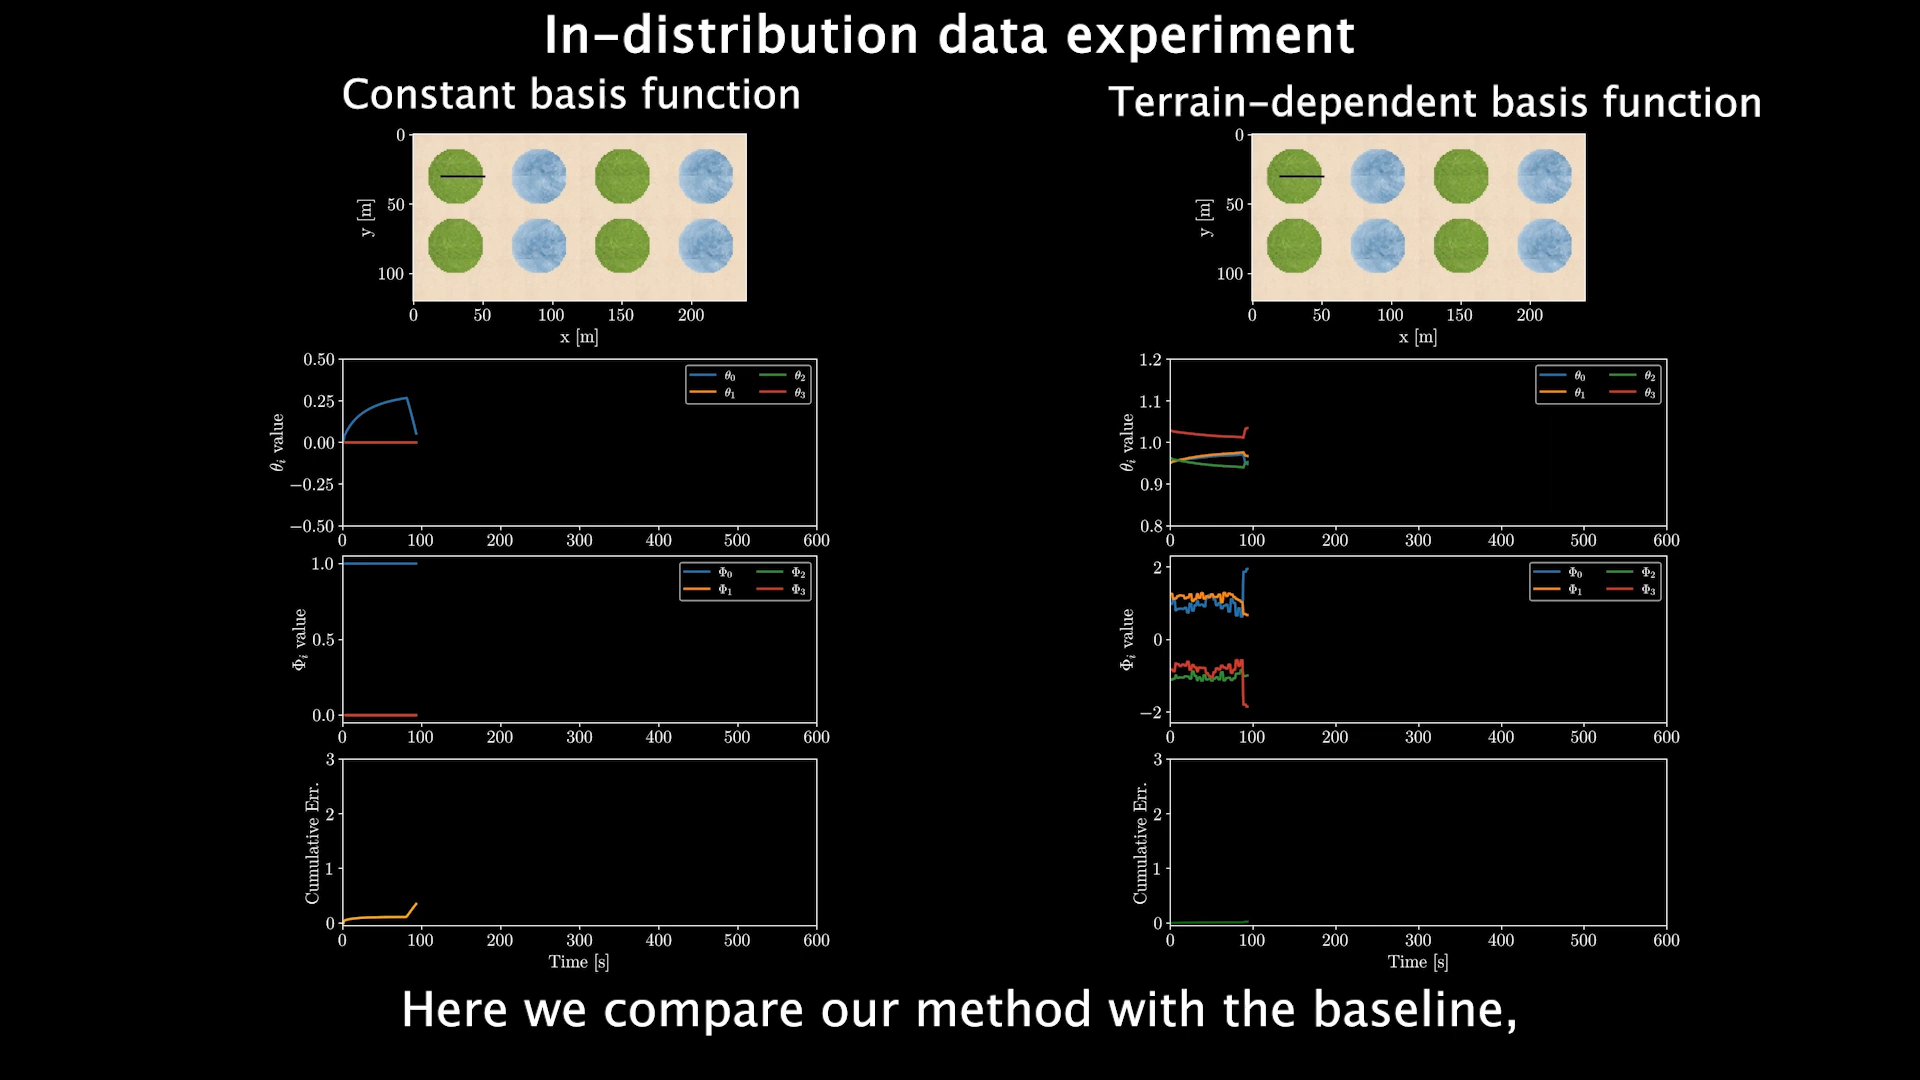 In-distribution data experiment
Constant basis function
Terrain-dependent basis function
0
50
100
y [m]
0 50 100 150 200
x [m]
0
50
100
y [m]
0 50 100 150 200
x [m]
0.50
0.25
0.00
−0.25
−0.50
θi value
θ0 θ2
θ1 θ3
0 100 200 300 400 500 600
1.2
1.1
1.0
0.9
0.8
θi value
θ0 θ2
θ1 θ3
0 100 200 300 400 500 600
1.0
0.5
0.0
Φi value
Φ0 Φ2
Φ1 Φ3
0 100 200 300 400 500 600
2
0
−2
Φi value
Φ0 Φ2
Φ1 Φ3
0 100 200 300 400 500 600
3
2
1
0
Cumulative Err.
0 100 200 300 400 500 600
Time [s]
3
2
1
0
Cumulative Err.
0 100 200 300 400 500 600
Time [s]
Here we compare our method with the baseline,